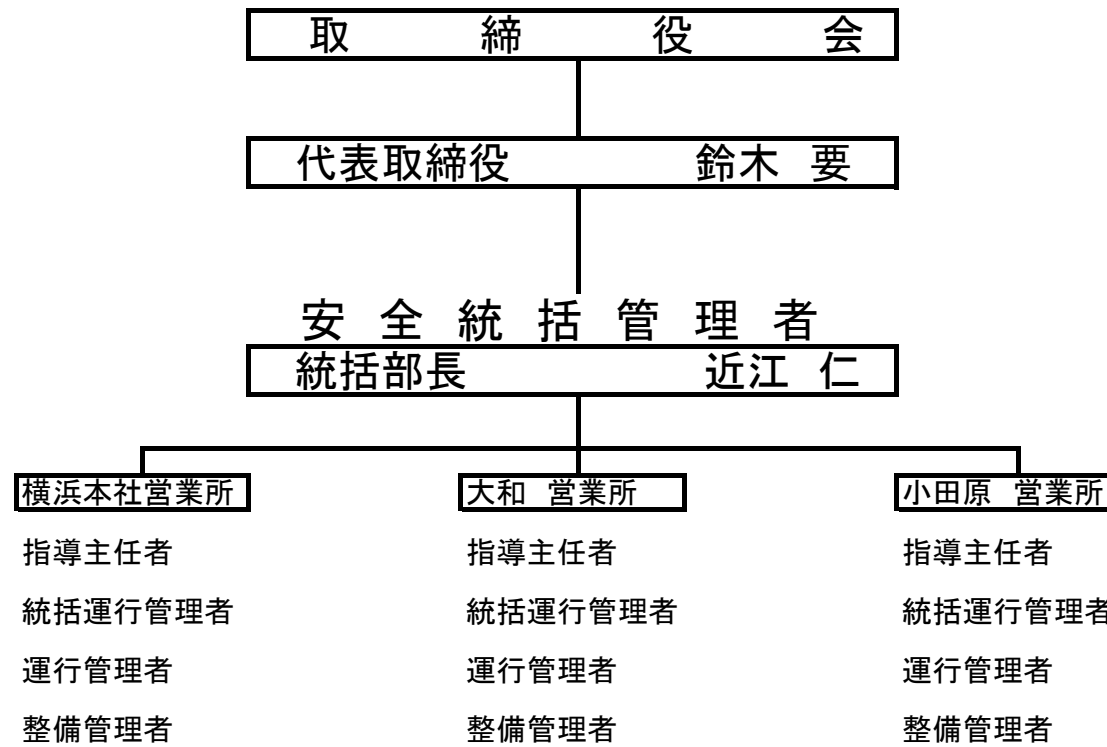 取 締 役 会
代表取締役 鈴木 要
安 全 統 括 管 理 者
統括部長 近江 仁
横浜本社営業所 大和 営業所 小田原 営業所
指導主任者 指導主任者 指導主任者
統括運行管理者 統括運行管理者 統括運行管理者
運行管理者 運行管理者 運行管理者
整備管理者 整備管理者 整備管理者